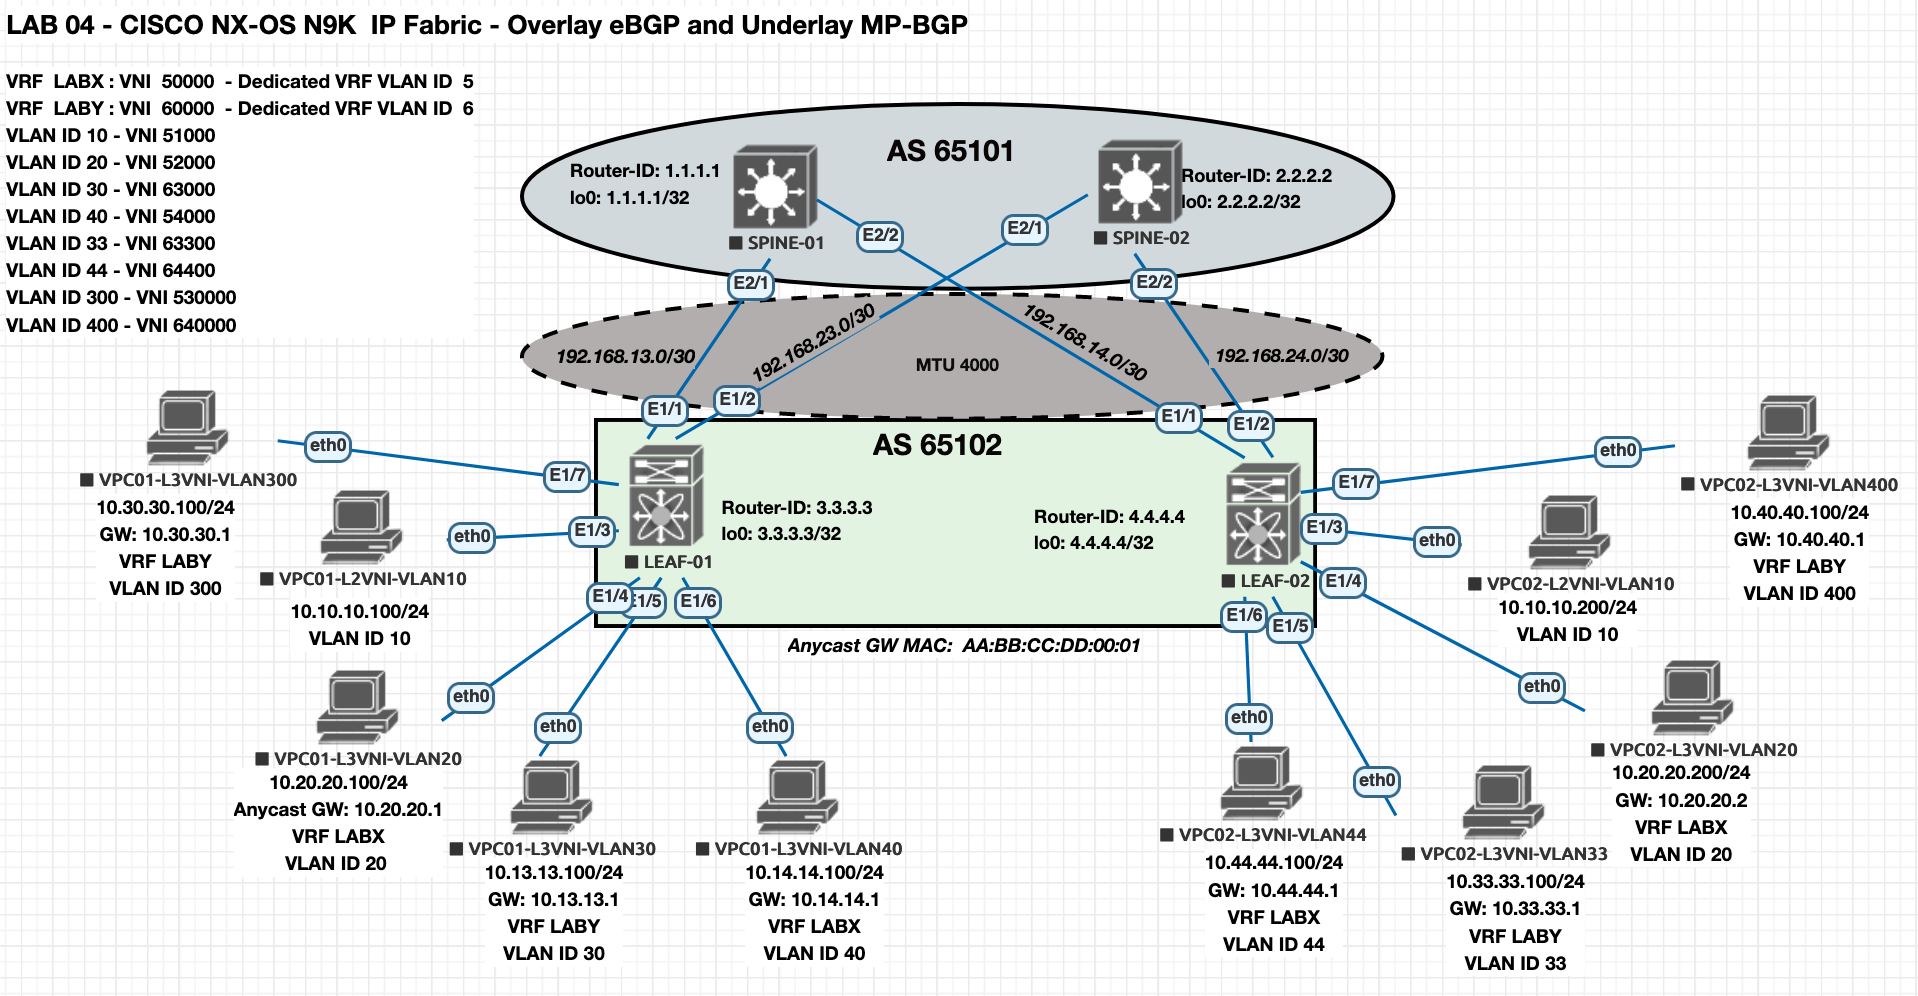 LAB 04 - CISCO NX-OS N9K  IP Fabric - Overlay eBGP and Underlay MP-BGP
VRF  LABX : VNI  50000  - Dedicated VRF VLAN ID  5
VRF  LABY : VNI  60000  - Dedicated VRF VLAN ID  6
VLAN ID 10 - VNI 51000
VLAN ID 20 - VNI 52000
VLAN ID 30 - VNI 63000
VLAN ID 40 - VNI 54000
VLAN ID 33 - VNI 63300
VLAN ID 44 - VNI 64400
VLAN ID 300 - VNI 530000
VLAN ID 400 - VNI 640000
AS 65101
Router-ID: 1.1.1.1
lo0: 1.1.1.1/32
SPINE-01
Router-ID: 2.2.2.2
lo0: 2.2.2.2/32
SPINE-02
E2/2
E2/1
E2/1
E2/2
192.168.13.0/30
192.168.23.0/30
192.168.14.0/30
192.168.24.0/30
MTU 4000
E1/1
E1/2
E1/1
E1/2
AS 65102
Router-ID: 3.3.3.3
lo0: 3.3.3.3/32
LEAF-01
Router-ID: 4.4.4.4
lo0: 4.4.4.4/32
LEAF-02
E1/7
E1/3
E1/4
E1/5
E1/6
E1/7
E1/3
E1/4
E1/6
E1/5
Anycast GW MAC:  AA:BB:CC:DD:00:01
eth0
VPC01-L3VNI-VLAN300
10.30.30.100/24
GW: 10.30.30.1
VRF LABY
VLAN ID 300
eth0
VPC01-L2VNI-VLAN10
10.10.10.100/24
VLAN ID 10
eth0
VPC01-L3VNI-VLAN20
10.20.20.100/24
Anycast GW: 10.20.20.1
VRF LABX
VLAN ID 20
eth0
VPC01-L3VNI-VLAN30
10.13.13.100/24
GW: 10.13.13.1
VRF LABY
VLAN ID 30
eth0
VPC01-L3VNI-VLAN40
10.14.14.100/24
GW: 10.14.14.1
VRF LABX
VLAN ID 40
eth0
VPC02-L3VNI-VLAN44
10.44.44.100/24
GW: 10.44.44.1
VRF LABX
VLAN ID 44
eth0
VPC02-L3VNI-VLAN33
10.33.33.100/24
GW: 10.33.33.1
VRF LABY
VLAN ID 33
eth0
VPC02-L3VNI-VLAN20
10.20.20.200/24
GW: 10.20.20.2
VRF LABX
VLAN ID 20
eth0
VPC02-L2VNI-VLAN10
10.10.10.200/24
VLAN ID 10
eth0
VPC02-L3VNI-VLAN400
10.40.40.100/24
GW: 10.40.40.1
VRF LABY
VLAN ID 400